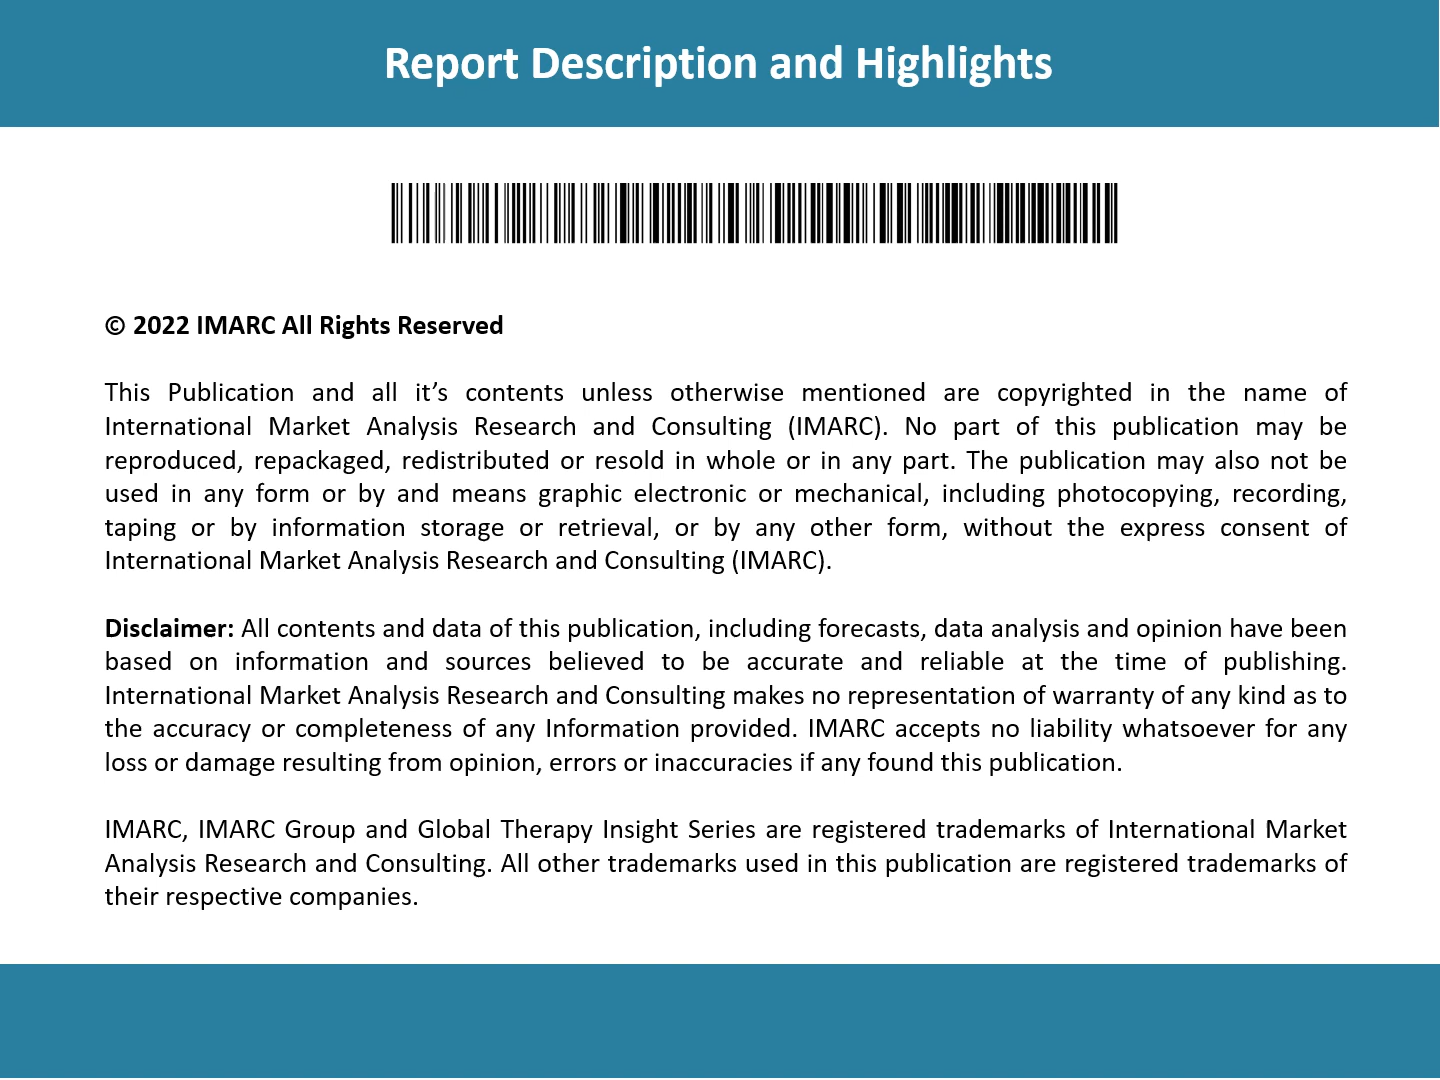 Report Description and Highlights
© 2022 IMARC All Rights Reserved
This Publication and all it’s contents unless otherwise mentioned are copyrighted in the name of
International Market Analysis Research and Consulting (IMARC). No part of this publication may be
reproduced, repackaged, redistributed or resold in whole or in any part. The publication may also not be
used in any form or by and means graphic electronic or mechanical, including photocopying, recording,
taping or by information storage or retrieval, or by any other form, without the express consent of
International Market Analysis Research and Consulting (IMARC).
Disclaimer: All contents and data of this publication, including forecasts, data analysis and opinion have been
based on information and sources believed to be accurate and reliable at the time of publishing.
International Market Analysis Research and Consulting makes no representation of warranty of any kind as to
the accuracy or completeness of any Information provided. IMARC accepts no liability whatsoever for any
loss or damage resulting from opinion, errors or inaccuracies if any found this publication.
IMARC, IMARC Group and Global Therapy Insight Series are registered trademarks of International Market
Analysis Research and Consulting. All other trademarks used in this publication are registered trademarks of
their respective companies.